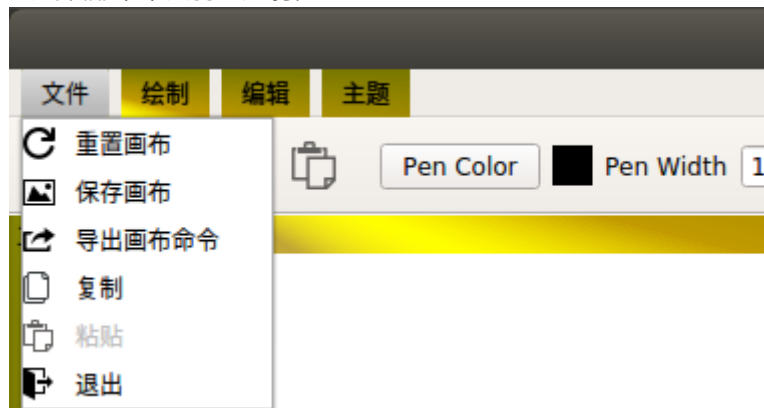 文件 绘制 编辑 主题
重置画布
Pen Color Pen Width 1
保存画布
导出画布命令
复制
粘贴
退出